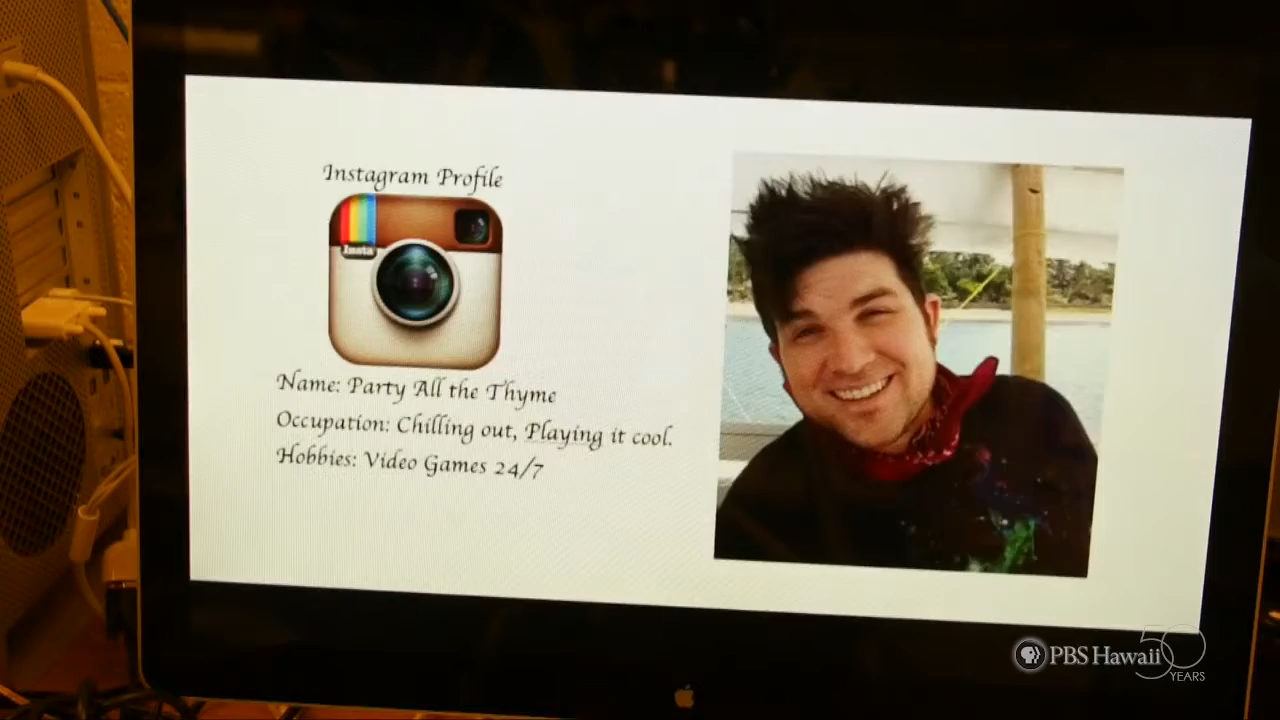 Instagram Profile
Insta
Name: Party All the Thyme
Occupation: Chilling out, Playing it cool.
Hobbies: Video Games 24/7
PBS Hawaii
50
YEARS